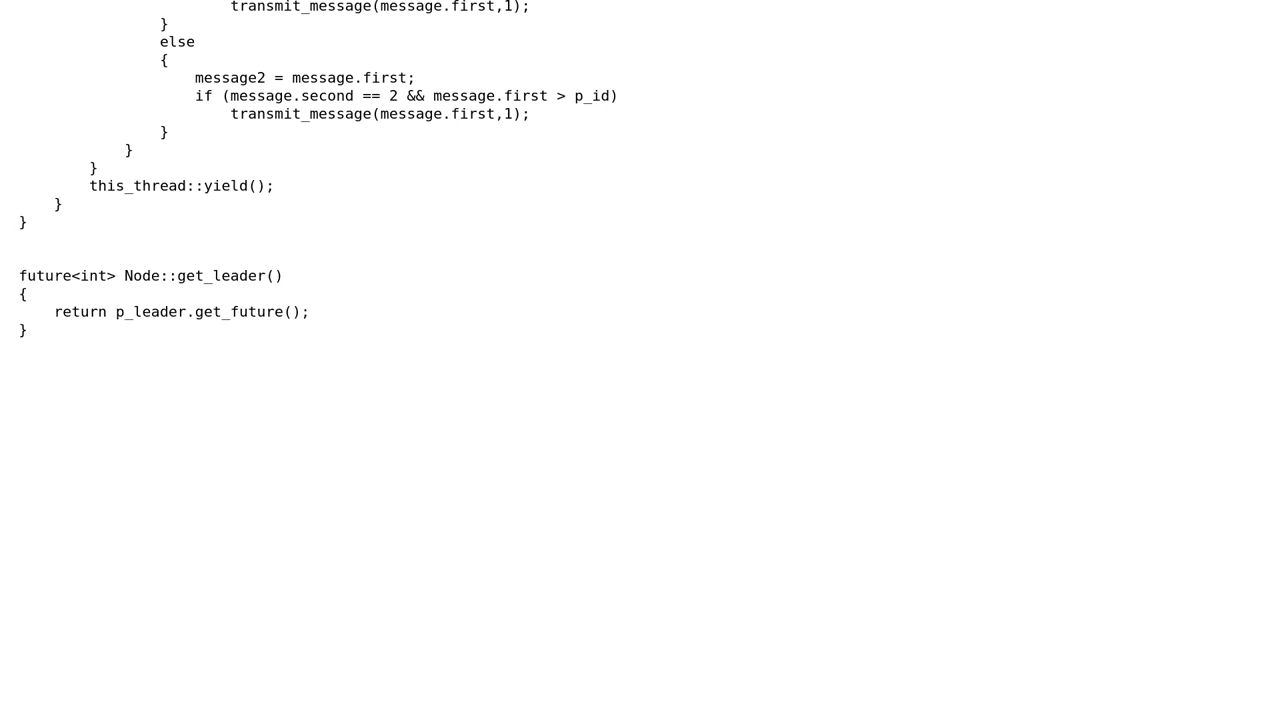 transmit_message(message.first,1);
                }
                else
                {
                    message2 = message.first;
                    if (message.second == 2 && message.first > p_id)
                        transmit_message(message.first,1);
                }
            }
        }
        this_thread::yield();
    }
}
future<int> Node::get_leader()
{
    return p_leader.get_future();
}